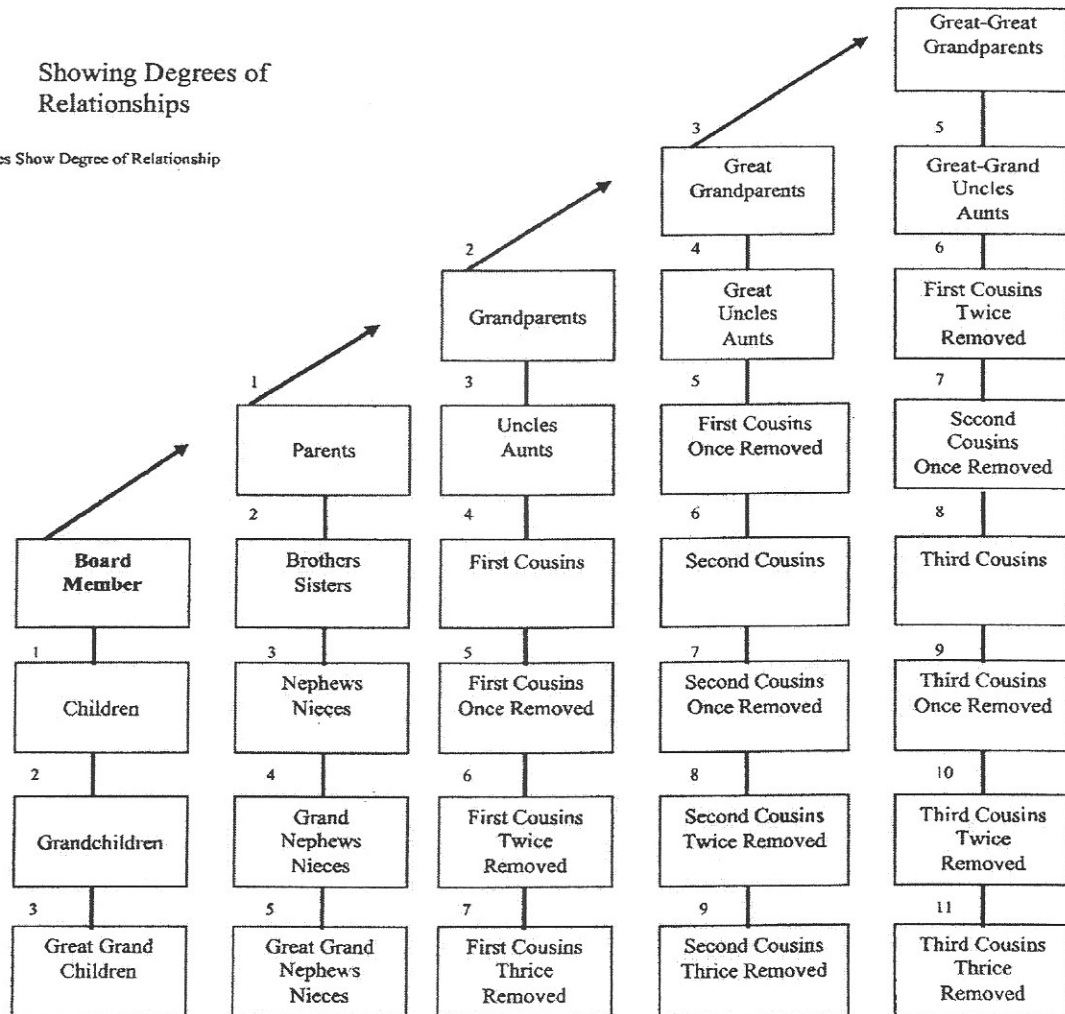 Showing Degrees of
Relationships
es Show Degree of Relationship
Board
Member
1
Children
2
Grandchildren
3
Great Grand
Children
1
Parents
2
Brothers
Sisters
3
Nephews
Nieces
4
Grand
Nephews
Nieces
5
Great Grand
Nephews
Nieces
2
Grandparents
3
Uncles
Aunts
4
First Cousins
5
First Cousins
Once Removed
6
First Cousins
Twice
Removed
7
First Cousins
Thrice
Removed
3
Great
Grandparents
4
Great
Uncles
Aunts
5
First Cousins
Once Removed
6
Second Cousins
7
Second Cousins
Once Removed
8
Second Cousins
Twice Removed
9
Second Cousins
Thrice Removed
Great-Great
Grandparents
5
Great-Grand
Uncles
Aunts
6
First Cousins
Twice
Removed
7
Second
Cousins
Once Removed
8
Third Cousins
9
Third Cousins
Once Removed
10
Third Cousins
Twice
Removed
11
Third Cousins
Thrice
Removed